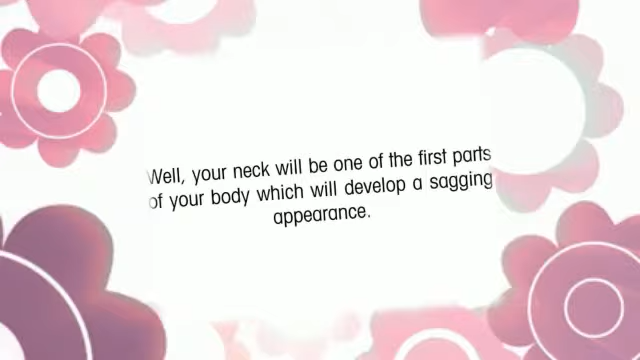 Well, your neck will be one of the first parts
of your body which will develop a sagging
appearance.